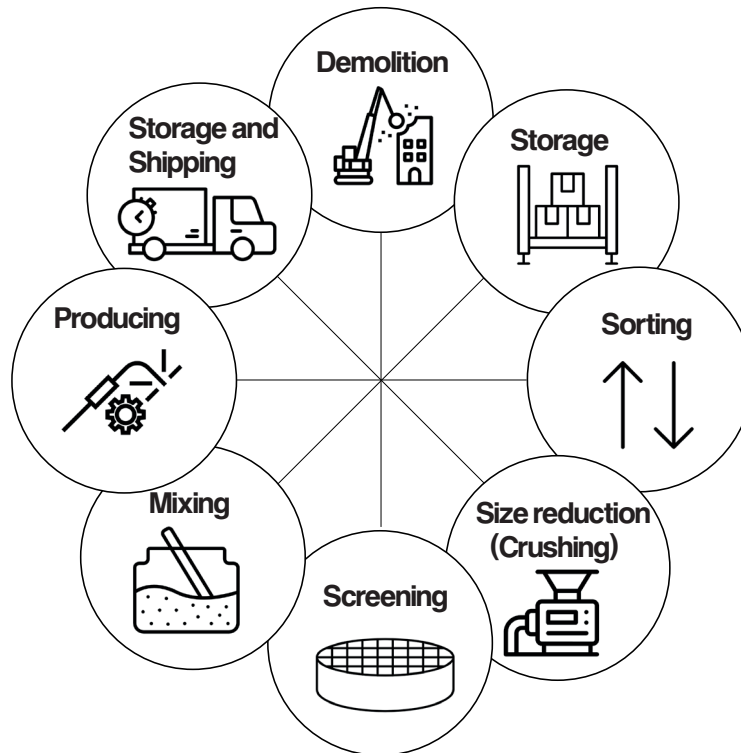 Demolition
Storage
Sorting
Size reduction
(Crushing)
Screening
Mixing
Producing
Storage and
Shipping